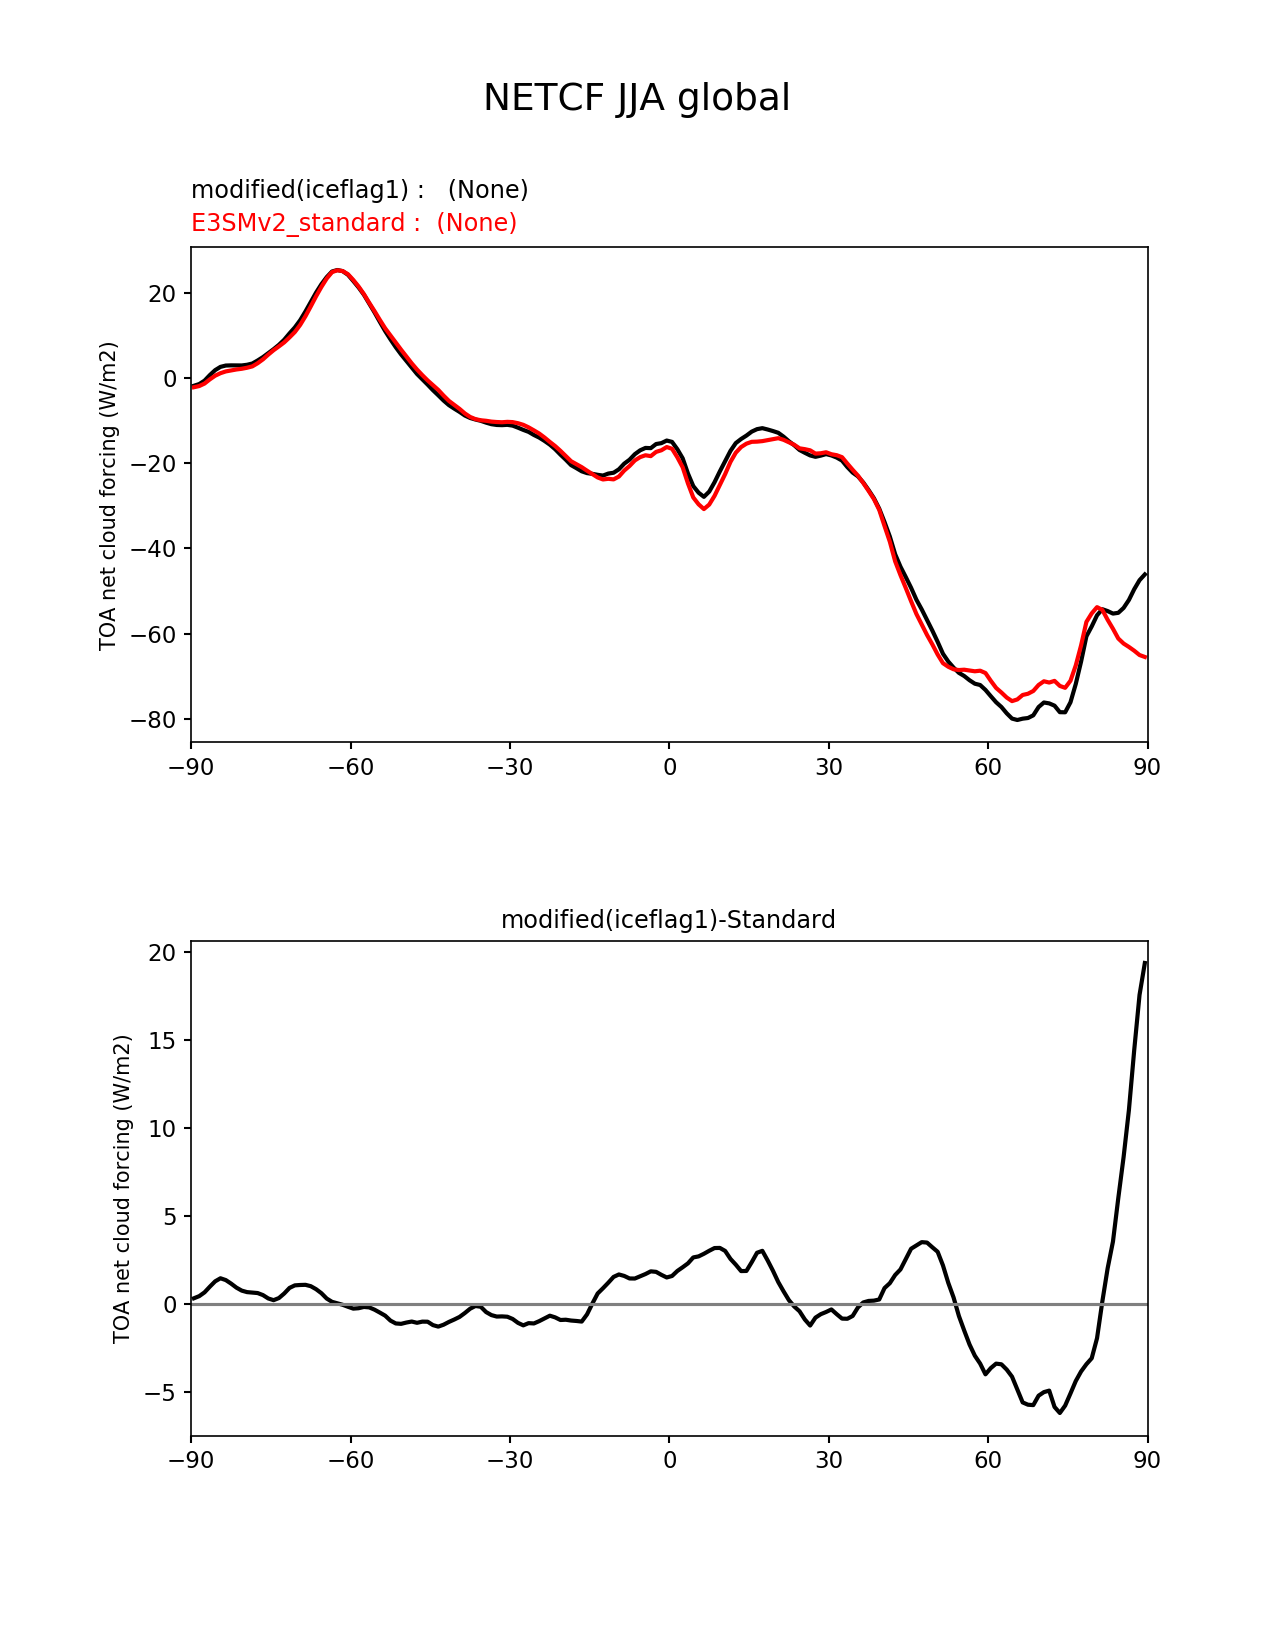 NETCF JJA global
modified(iceflag1) :   (None)
E3SMv2_standard :  (None)
TOA net cloud forcing (W/m2)
20
0
−20
−40
−60
−80
−90 −60 −30 0 30 60 90
modified(iceflag1)-Standard
TOA net cloud forcing (W/m2)
20
15
10
5
0
−5
−90 −60 −30 0 30 60 90